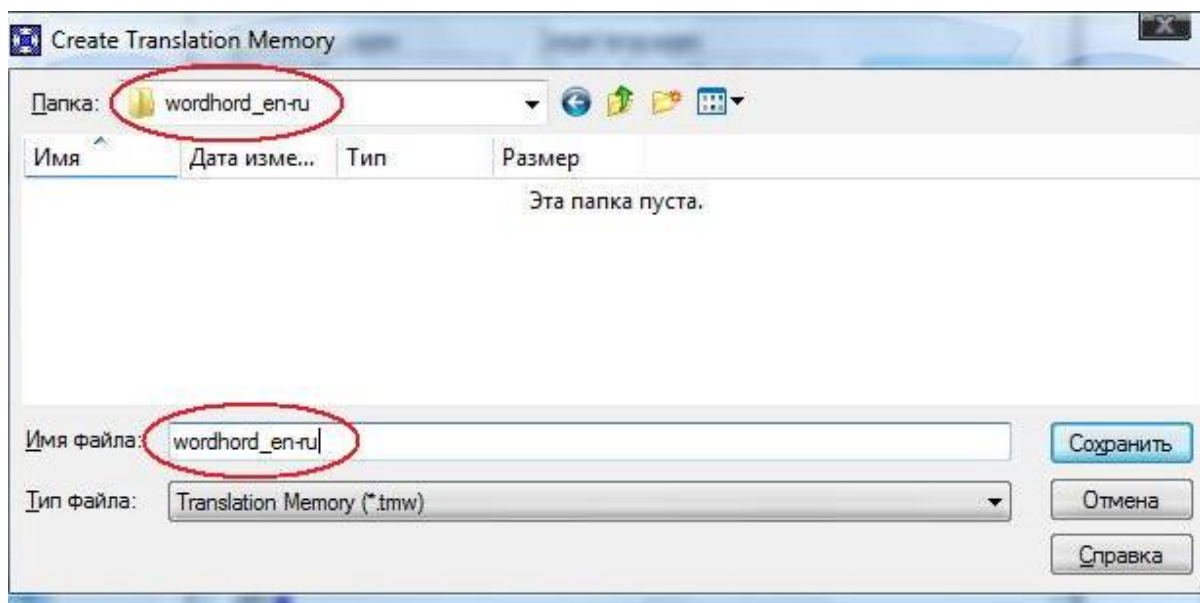 Create Translation Memory
Папка: wordhord_en-ru
Имя Дата изме... Тип Размер
Эта папка пуста.
Имя файла: wordhord_en-ru Сохранить
Тип файла: Translation Memory (*.tmw) Отмена
Справка